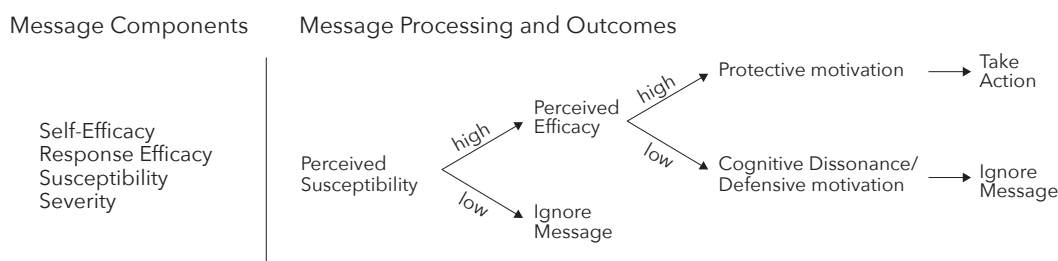 Message Components
Message Processing and Outcomes
Self-Efficacy
Response Efficacy
Susceptibility
Severity
Perceived
Susceptibility
high
low
Perceived
Efficacy
Ignore
Message
high
low
Protective motivation
Take
Action
Cognitive Dissonance/
Defensive motivation
Ignore
Message